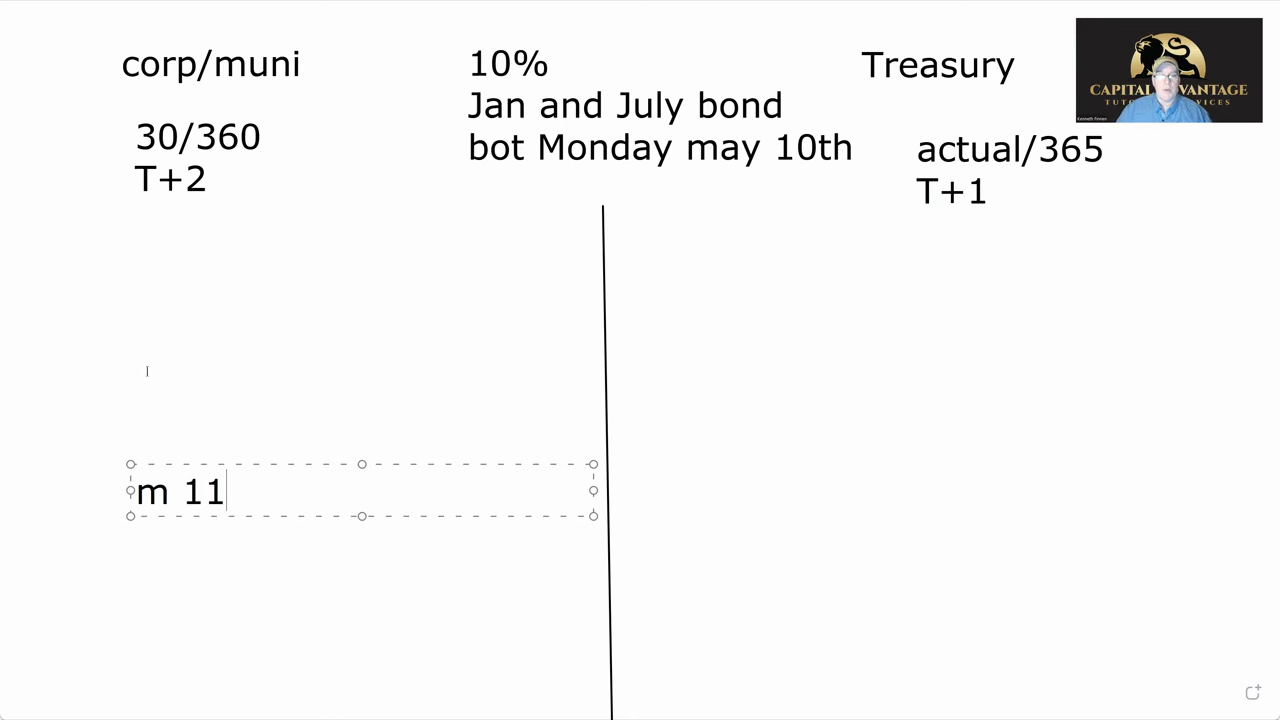 corp/muni
30/360
T+2
10%
Jan and July bond
bot Monday may 10th
Treasury
actual/365
T+1
CAPITAL ADVANTAGE
m 11